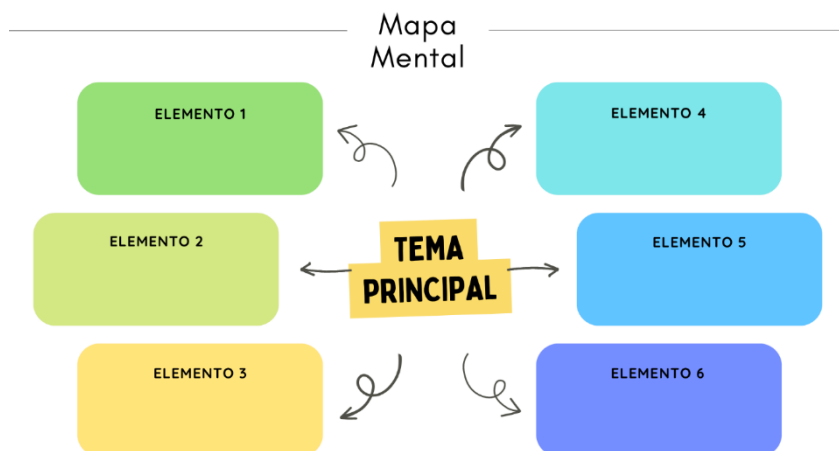 Mapa
Mental
ELEMENTO 1
ELEMENTO 2
ELEMENTO 3
TEMA
PRINCIPAL
ELEMENTO 4
ELEMENTO 5
ELEMENTO 6